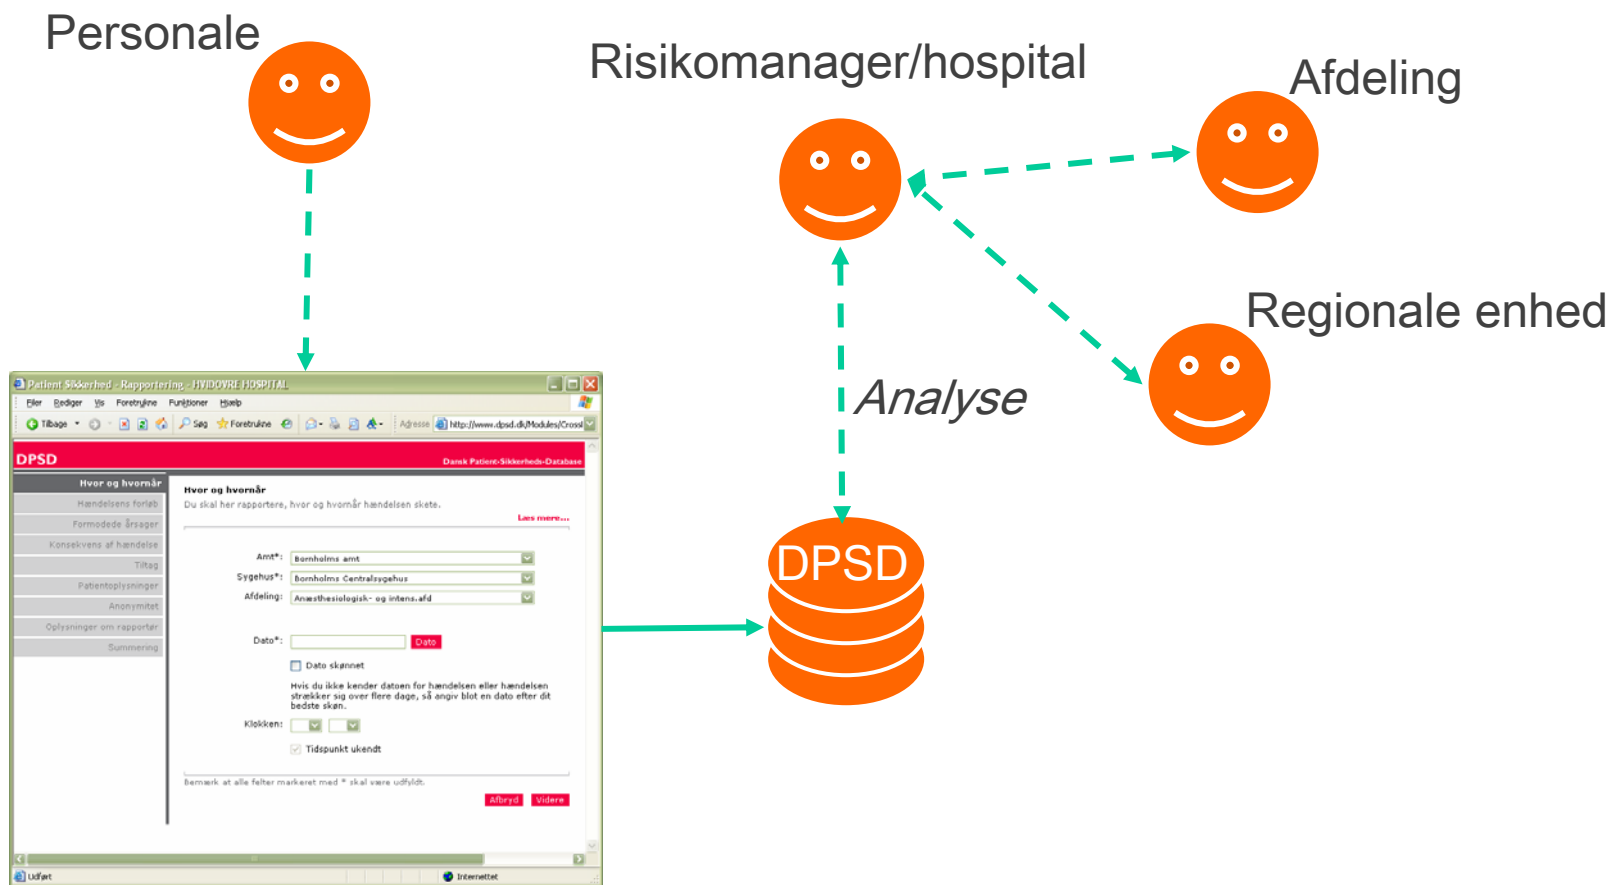 Personale
Risikomanager/hospital
Afdeling
Regionale enhed
Analyse
DPSD
Patient Sikkerhed - Rapportering - HVIDOVRE HOSPITAL
Filer Rediger Vis Foretrukne Funktioner Hjælp
Tilbage Søg Foretrukne Adresse http://www.dpsd.dk/Modules/Crossl
DPSD Dansk Patient-Sikkerheds-Database
Hvor og hvornår
Hændelsens forløb
Formodede årsager
Konsekvens af hændelse
Tiltag
Patientoplysninger
Anonymitet
Oplysninger om rapportør
Summering
Hvor og hvornår
Du skal her rapportere, hvor og hvornår hændelsen skete.
Læs mere...
Amt*: Bornholms amt
Sygehus*: Bornholms Centralsygehus
Afdeling: Anæsthesiologisk- og intens.afd
Dato*: Dato
Dato skønnet
Hvis du ikke kender datoen for hændelsen eller hændelsen
strækker sig over flere dage, så angiv blot en dato efter dit
bedste skøn.
Klokken:
Tidspunkt ukendt
Bemærk at alle felter markeret med * skal være udfyldt.
Afbryd Videre
Udført Internettet